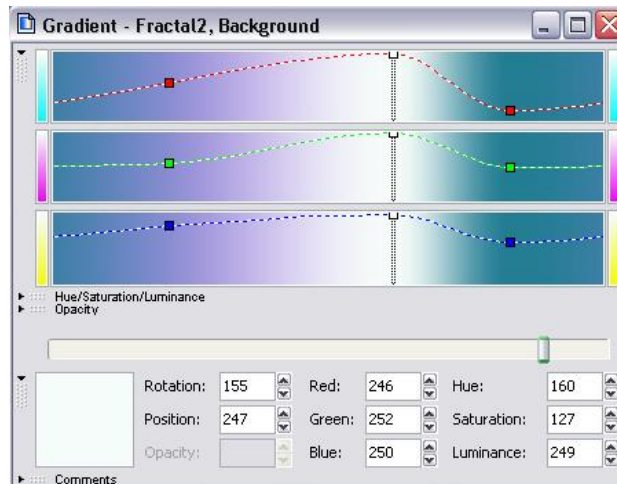 Gradient - Fractal2, Background
Hue/Saturation/Luminance
Opacity
Rotation: 155 Red: 246 Hue: 160
Position: 247 Green: 252 Saturation: 127
Opacity: Blue: 250 Luminance: 249
Comments